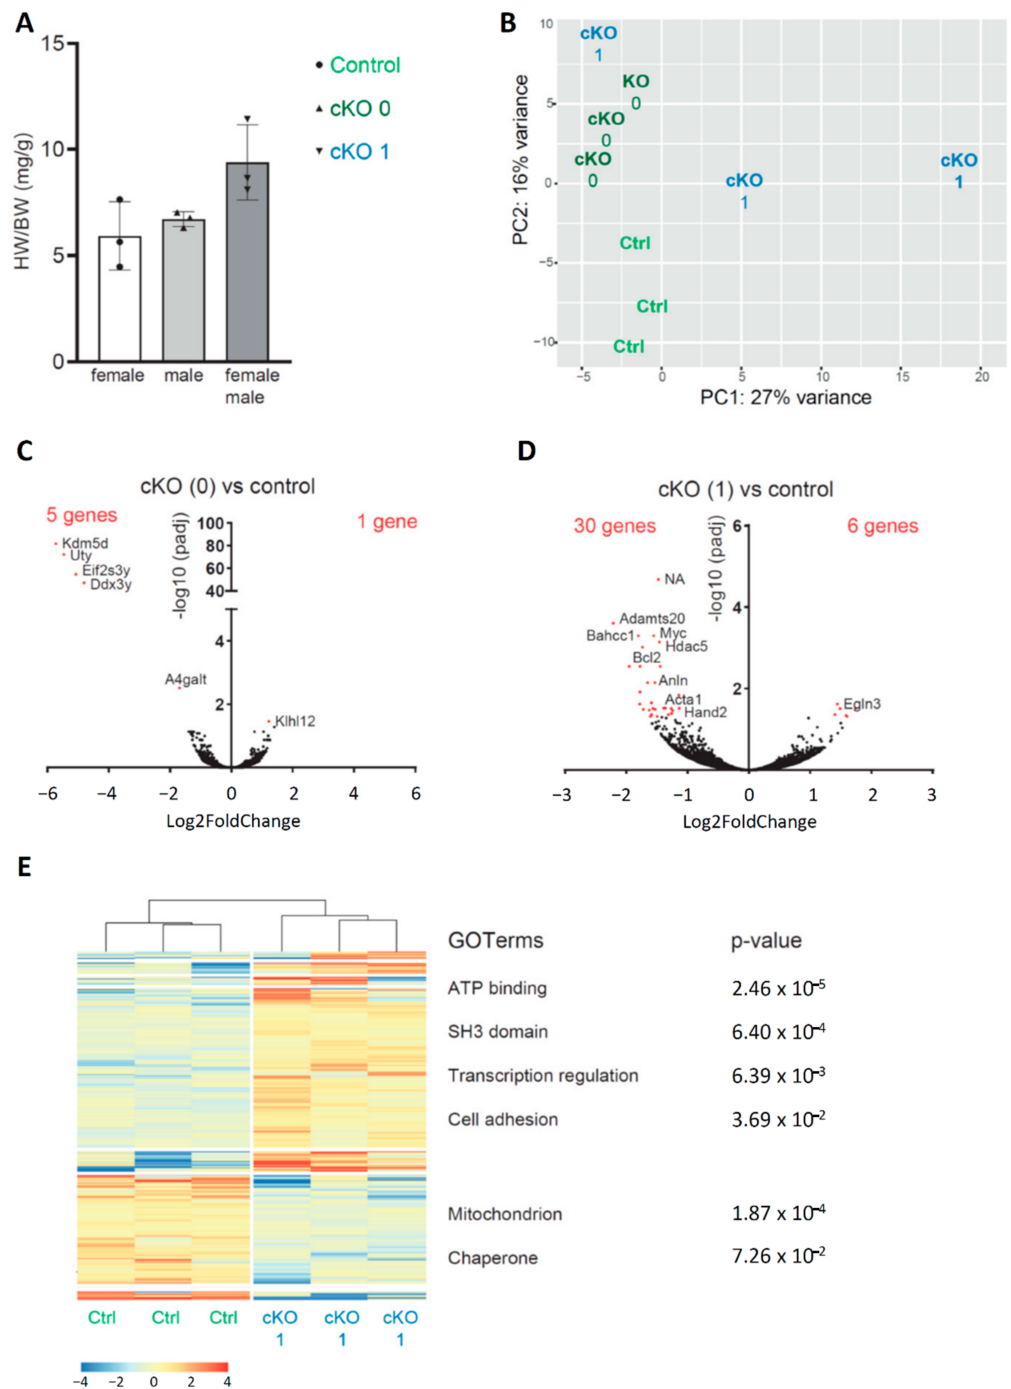 A
15
10
5
0
HW/BW (mg/g)
female
male
female
male
Control
cKO 0
cKO 1
B
10
5
0
−5
−10
PC2: 16% variance
cKO
1
KO
0
cKO
0
cKO
0
cKO
1
cKO
1
Ctrl
Ctrl
Ctrl
−5
0
5
10
15
20
PC1: 27% variance
C
cKO (0) vs control
5 genes
1 gene
-log10 (padj)
100
80
60
40
4
2
Kdm5d
Uty
Eif2s3y
Ddx3y
A4galt
Klhl12
−6
−4
−2
0
2
4
6
Log2FoldChange
D
cKO (1) vs control
30 genes
6 genes
-log10 (padj)
6
4
2
NA
Adamts20
Bahcc1
Myc
Hdac5
Bcl2
Anln
Acta1
Hand2
Egln3
−3
−2
−1
0
1
2
3
Log2FoldChange
E
GOTerms p-value
ATP binding 2.46 x 10⁻⁵
SH3 domain 6.40 x 10⁻⁴
Transcription regulation 6.39 x 10⁻³
Cell adhesion 3.69 x 10⁻²
Mitochondrion 1.87 x 10⁻⁴
Chaperone 7.26 x 10⁻²
Ctrl
Ctrl
Ctrl
cKO
1
cKO
1
cKO
1
−4 −2 0 2 4